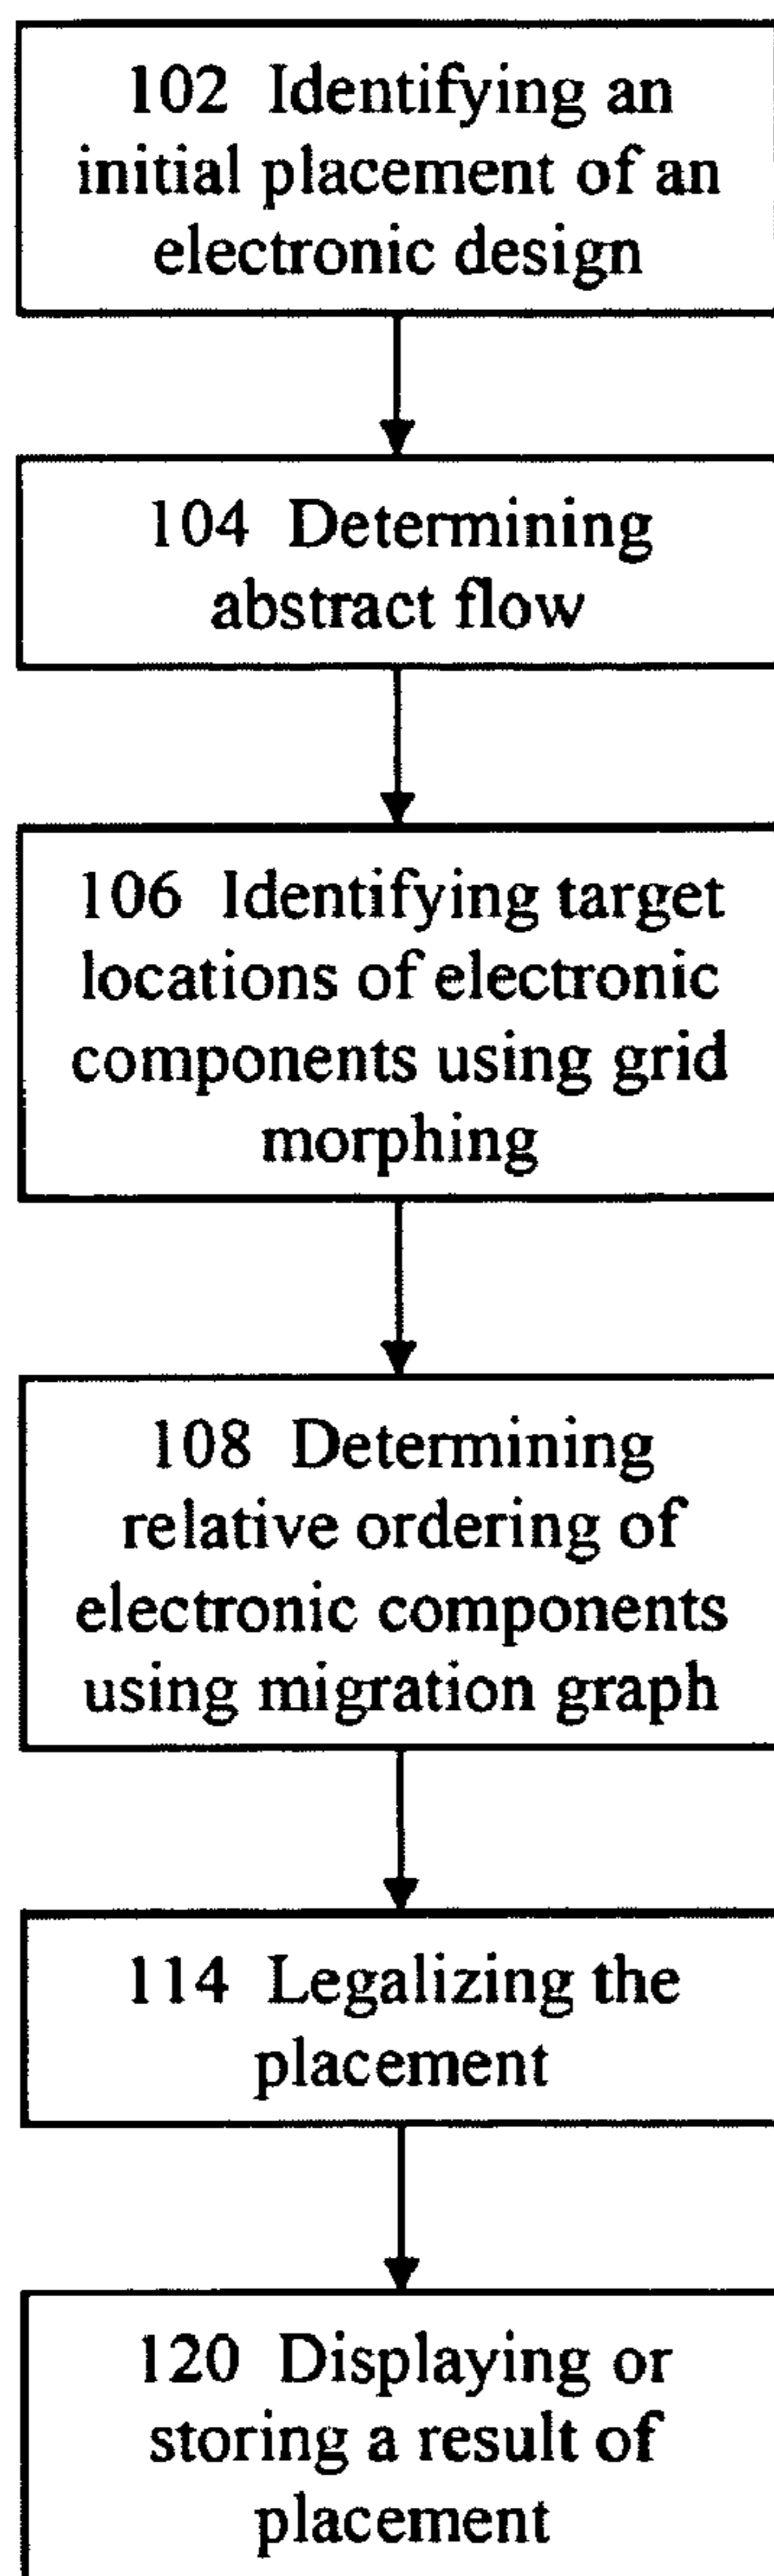 102 Identifying an
initial placement of an
electronic design
104 Determining
abstract flow
106 Identifying target
locations of electronic
components using grid
morphing
108 Determining
relative ordering of
electronic components
using migration graph
114 Legalizing the
placement
120 Displaying or
storing a result of
placement